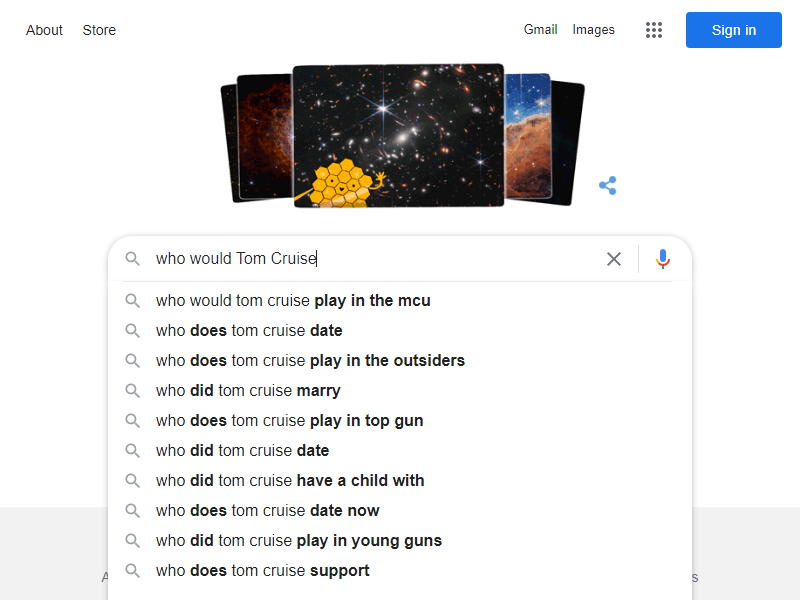 About Store Gmail Images Sign in
who would Tom Cruise
who would tom cruise play in the mcu
who does tom cruise date
who does tom cruise play in the outsiders
who did tom cruise marry
who does tom cruise play in top gun
who did tom cruise date
who did tom cruise have a child with
who does tom cruise date now
who did tom cruise play in young guns
who does tom cruise support